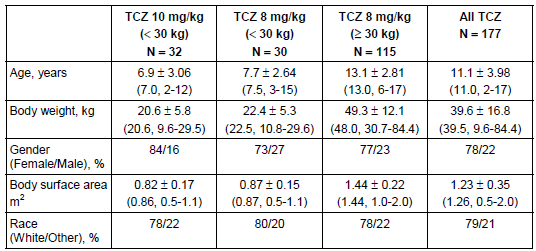 TCZ 10 mg/kg (< 30 kg) N = 32 | TCZ 8 mg/kg (< 30 kg) N = 30 | TCZ 8 mg/kg (≥ 30 kg) N = 115 | All TCZ N = 177
Age, years | 6.9 ± 3.06 (7.0, 2-12) | 7.7 ± 2.64 (7.5, 3-15) | 13.1 ± 2.81 (13.0, 6-17) | 11.1 ± 3.98 (11.0, 2-17)
Body weight, kg | 20.6 ± 5.8 (20.6, 9.6-29.5) | 22.4 ± 5.3 (22.5, 10.8-29.6) | 49.3 ± 12.1 (48.0, 30.7-84.4) | 39.6 ± 16.8 (39.5, 9.6-84.4)
Gender (Female/Male), % | 84/16 | 73/27 | 77/23 | 78/22
Body surface area m² | 0.82 ± 0.17 (0.86, 0.5-1.1) | 0.87 ± 0.15 (0.87, 0.5-1.1) | 1.44 ± 0.22 (1.44, 1.0-2.0) | 1.23 ± 0.35 (1.26, 0.5-2.0)
Race (White/Other), % | 78/22 | 80/20 | 78/22 | 79/21